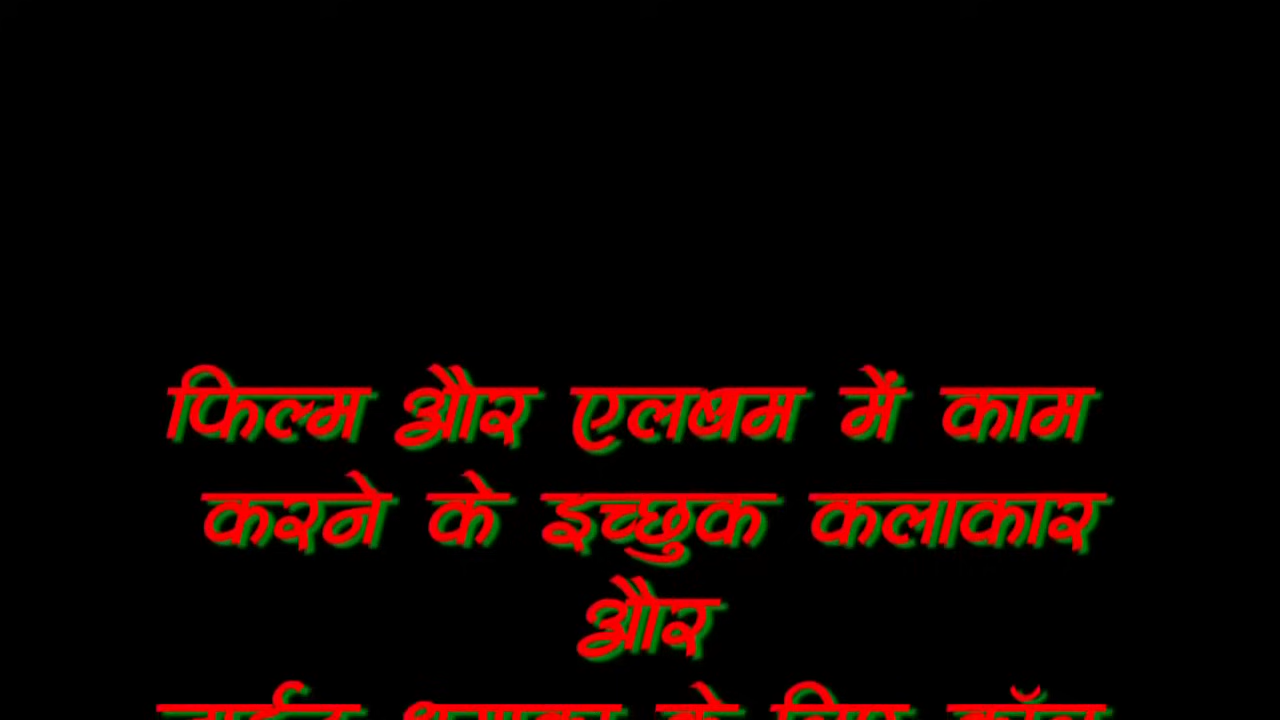 फिल्म और एलबम में काम
करने के इच्छुक कलाकार
और
के लिए कॉल